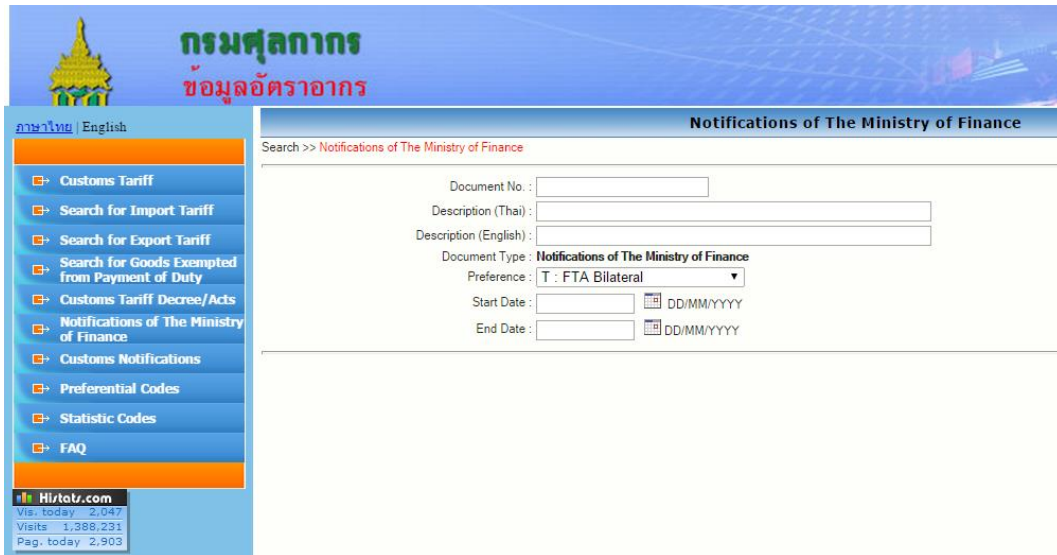 กรมศุลกากร
ข้อมูลอัตราอากร
ภาษาไทย | English
Notifications of The Ministry of Finance
Search >> Notifications of The Ministry of Finance
Customs Tariff
Search for Import Tariff
Search for Export Tariff
Search for Goods Exempted
from Payment of Duty
Customs Tariff Decree/Acts
Notifications of The Ministry
of Finance
Customs Notifications
Preferential Codes
Statistic Codes
FAQ
Histats.com
Vis. today 2,047
Visits 1,388,231
Pag. today 2,903
Document No. :
Description (Thai) :
Description (English) :
Document Type : Notifications of The Ministry of Finance
Preference : T : FTA Bilateral
Start Date : DD/MM/YYYY
End Date : DD/MM/YYYY